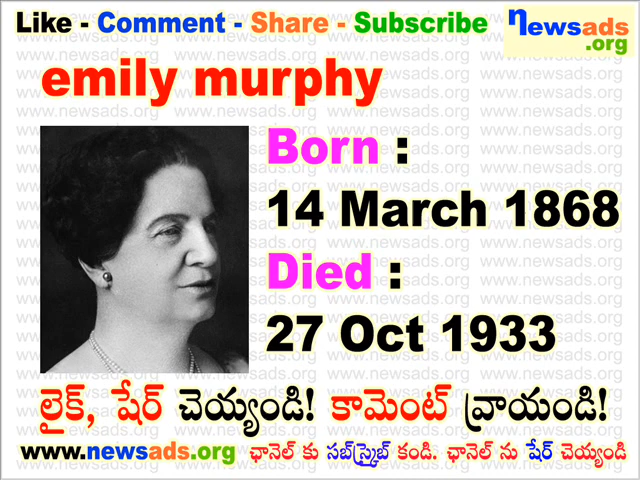 Like - Comment - Share - Subscribe
newsads
.org
emily murphy
Born :
14 March 1868
Died :
27 Oct 1933
లైక్, షేర్ చెయ్యండి! కామెంట్ వ్రాయండి!
www.newsads.org ఛానెల్ కు సబ్‌స్క్రైబ్ కండి. ఛానెల్ ను షేర్ చెయ్యండి